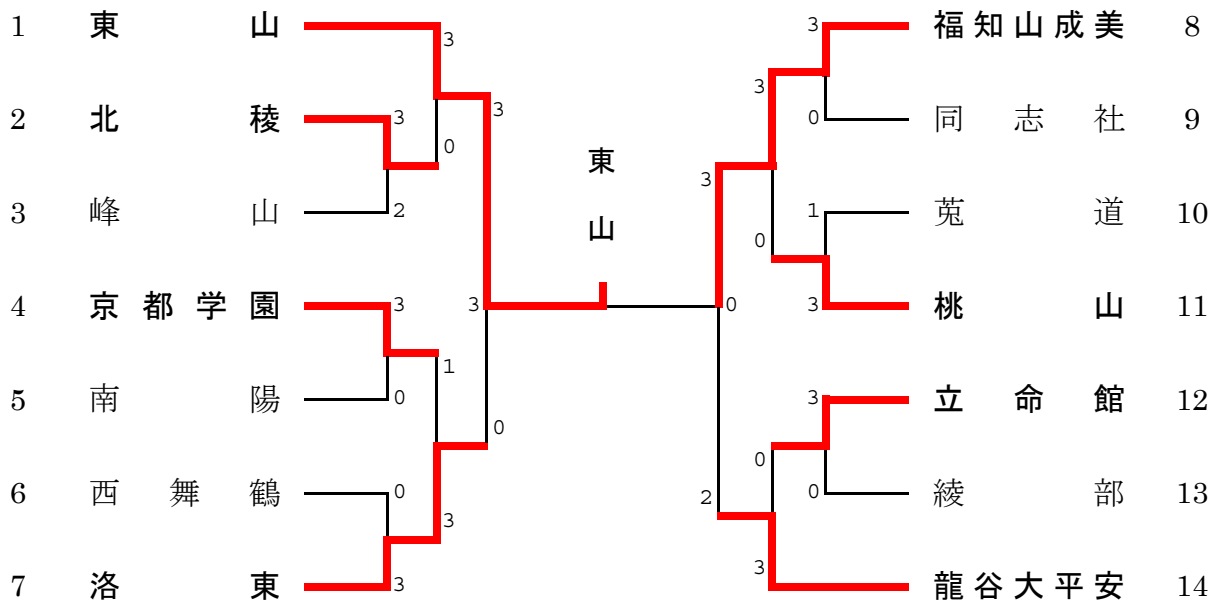 1 東山 3 3 福知山成美 8
3 3
2 北稜 3 0 同志社 9
0 東
3 2
3 峰山 山 1 莵道 10
0
4 京都学園 3 3 0 3 桃山 11
1
5 南陽 0 3 立命館 12
0 0
6 西舞鶴 0 2 0 綾部 13
3
7 洛東 3 3 龍谷大平安 14